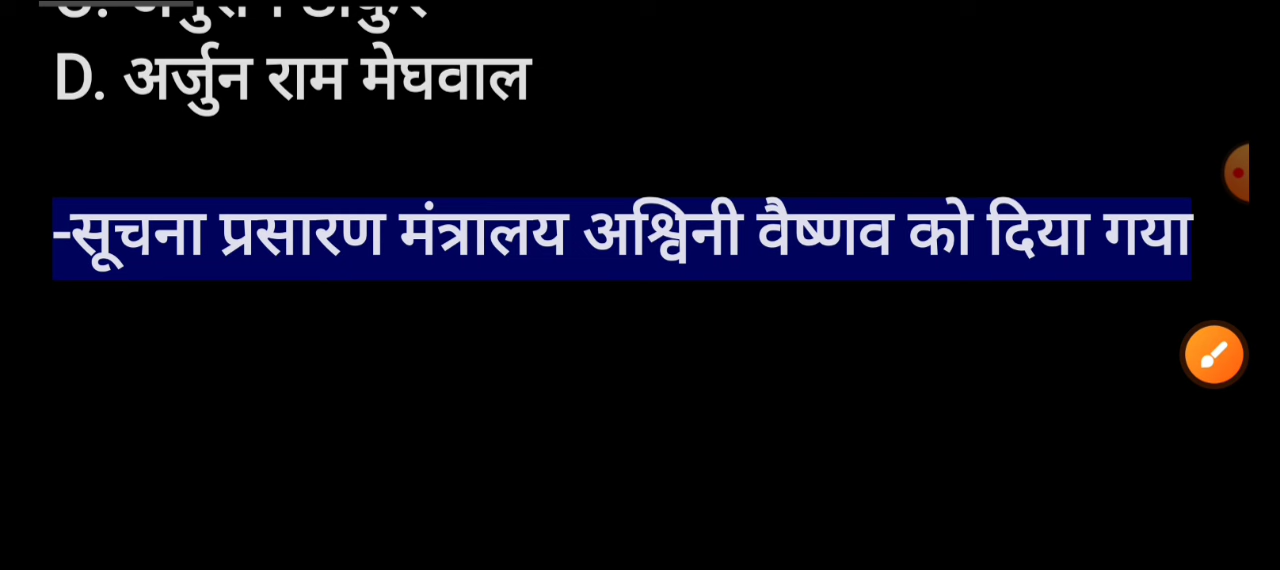 D. अर्जुन राम मेघवाल
-सूचना प्रसारण मंत्रालय अश्विनी वैष्णव को दिया गया